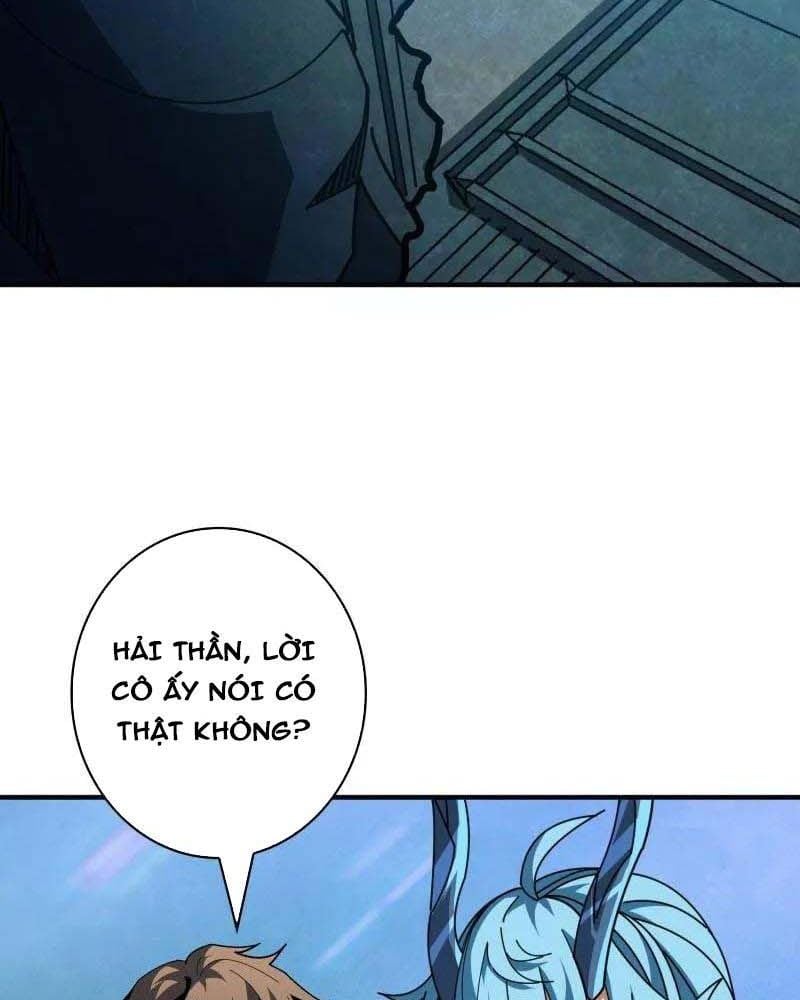 HẢI THẦN, LỜI
CÔ ẤY NÓI CÓ
THẬT KHÔNG?